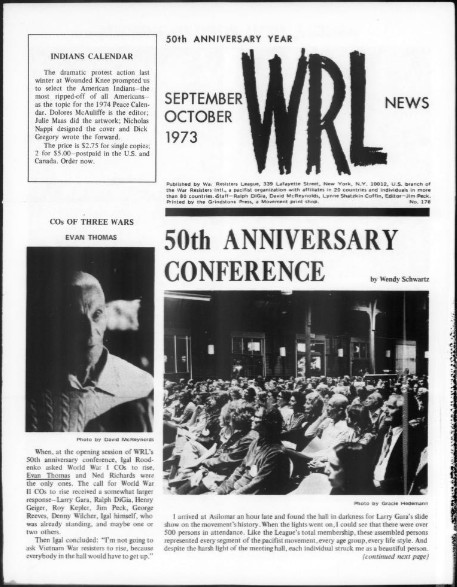 50th ANNIVERSARY YEAR
WRL
SEPTEMBER
OCTOBER
1973
NEWS
Published by War Resisters League, 339 Lafayette Street, New York, N.Y. 10012, U.S. branch of
the War Resisters Int'l., a pacifist organization with affiliates in 20 countries and individuals in more
than 80 countries. Staff—Ralph DiGia, David McReynolds, Lynne Shatzkin Coffin, Editor—Jim Peck.
Printed by the Grindstone Press, a Movement print shop. No. 178
INDIANS CALENDAR
The dramatic protest action last
winter at Wounded Knee prompted us
to select the American Indians—the
most ripped-off of all Americans—
as the topic for the 1974 Peace Calen-
dar. Dolores McAuliffe is the editor;
Julie Maas did the artwork; Nicholas
Nappi designed the cover and Dick
Gregory wrote the forward.
The price is $2.75 for single copies;
2 for $5.00—postpaid in the U.S. and
Canada. Order now.
COs OF THREE WARS
EVAN THOMAS
Photo by David McReynolds
When, at the opening session of WRL's
50th anniversary conference, Igal Rood-
enko asked World War I COs to rise,
Evan Thomas and Ned Richards were
the only ones. The call for World War
II COs to rise received a somewhat larger
response—Larry Gara, Ralph DiGia, Henry
Geiger, Roy Kepler, Jim Peck, George
Reeves, Denny Wilcher, Igal himself, who
was already standing, and maybe one or
two others.
Then Igal concluded: "I'm not going to
ask Vietnam War resisters to rise, because
everybody in the hall would have to get up."
50th ANNIVERSARY
CONFERENCE
by Wendy Schwartz
Photo by Gracie Heidemann
I arrived at Asilomar an hour late and found the hall in darkness for Larry Gara's slide
show on the movement's history. When the lights went on, I could see that there were over
500 persons in attendance. Like the League's total membership, these assembled persons
represented every segment of the pacifist movement, every age group, every life style. And
despite the harsh light of the meeting hall, each individual struck me as a beautiful person.
(continued next page)